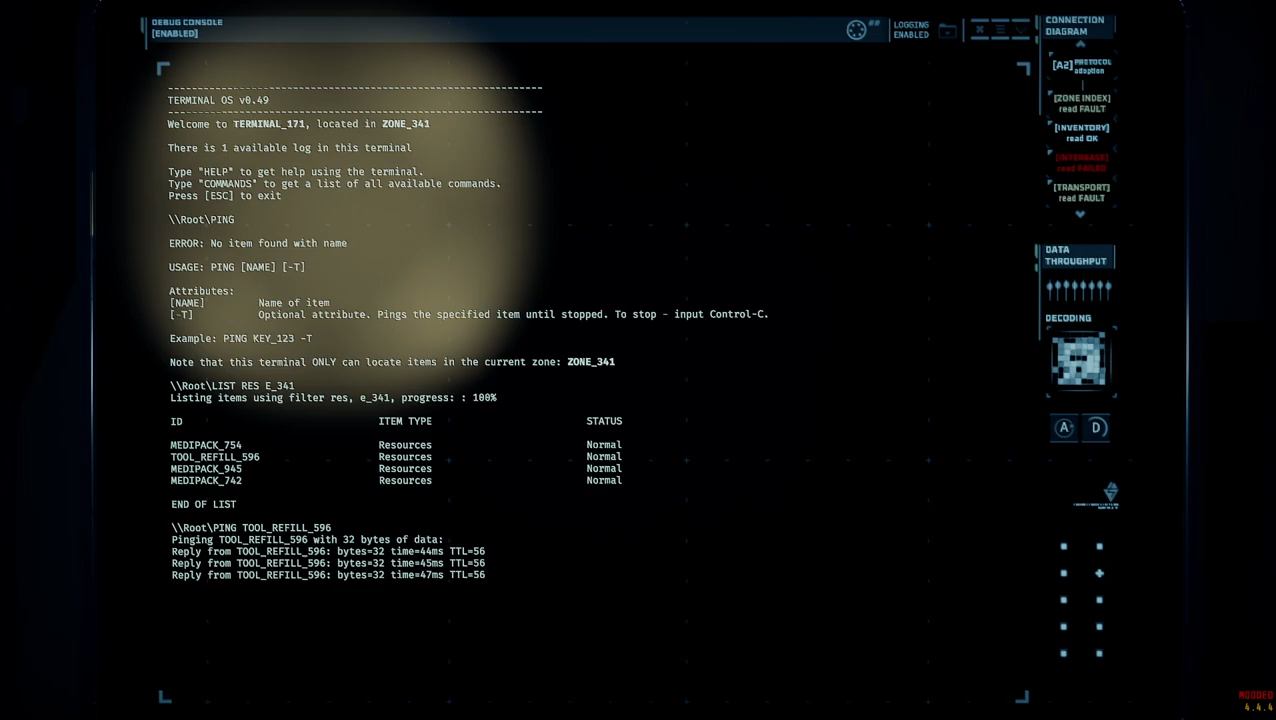 DEBUG CONSOLE
[ENABLED]
LOGGING
ENABLED
CONNECTION
DIAGRAM
[A2] PROTOCOL
adoption
[ZONE INDEX]
read FAULT
[INVENTORY]
read OK
[INTERBASE]
read FAILED
[TRANSPORT]
read FAULT
DATA
THROUGHPUT
DECODING
A
D
--------------------------------------------------------------
TERMINAL OS v0.49
--------------------------------------------------------------
Welcome to TERMINAL_171, located in ZONE_341
There is 1 available log in this terminal
Type "HELP" to get help using the terminal.
Type "COMMANDS" to get a list of all available commands.
Press [ESC] to exit
\\Root\PING
ERROR: No item found with name
USAGE: PING [NAME] [-T]
Attributes:
[NAME] Name of item
[-T] Optional attribute. Pings the specified item until stopped. To stop - input Control-C.
Example: PING KEY_123 -T
Note that this terminal ONLY can locate items in the current zone: ZONE_341
\\Root\LIST RES E_341
Listing items using filter res, e_341, progress: : 100%
ID ITEM TYPE STATUS
MEDIPACK_754 Resources Normal
TOOL_REFILL_596 Resources Normal
MEDIPACK_945 Resources Normal
MEDIPACK_742 Resources Normal
END OF LIST
\\Root\PING TOOL_REFILL_596
Pinging TOOL_REFILL_596 with 32 bytes of data:
Reply from TOOL_REFILL_596: bytes=32 time=44ms TTL=56
Reply from TOOL_REFILL_596: bytes=32 time=45ms TTL=56
Reply from TOOL_REFILL_596: bytes=32 time=47ms TTL=56
MODDED
4.4.4